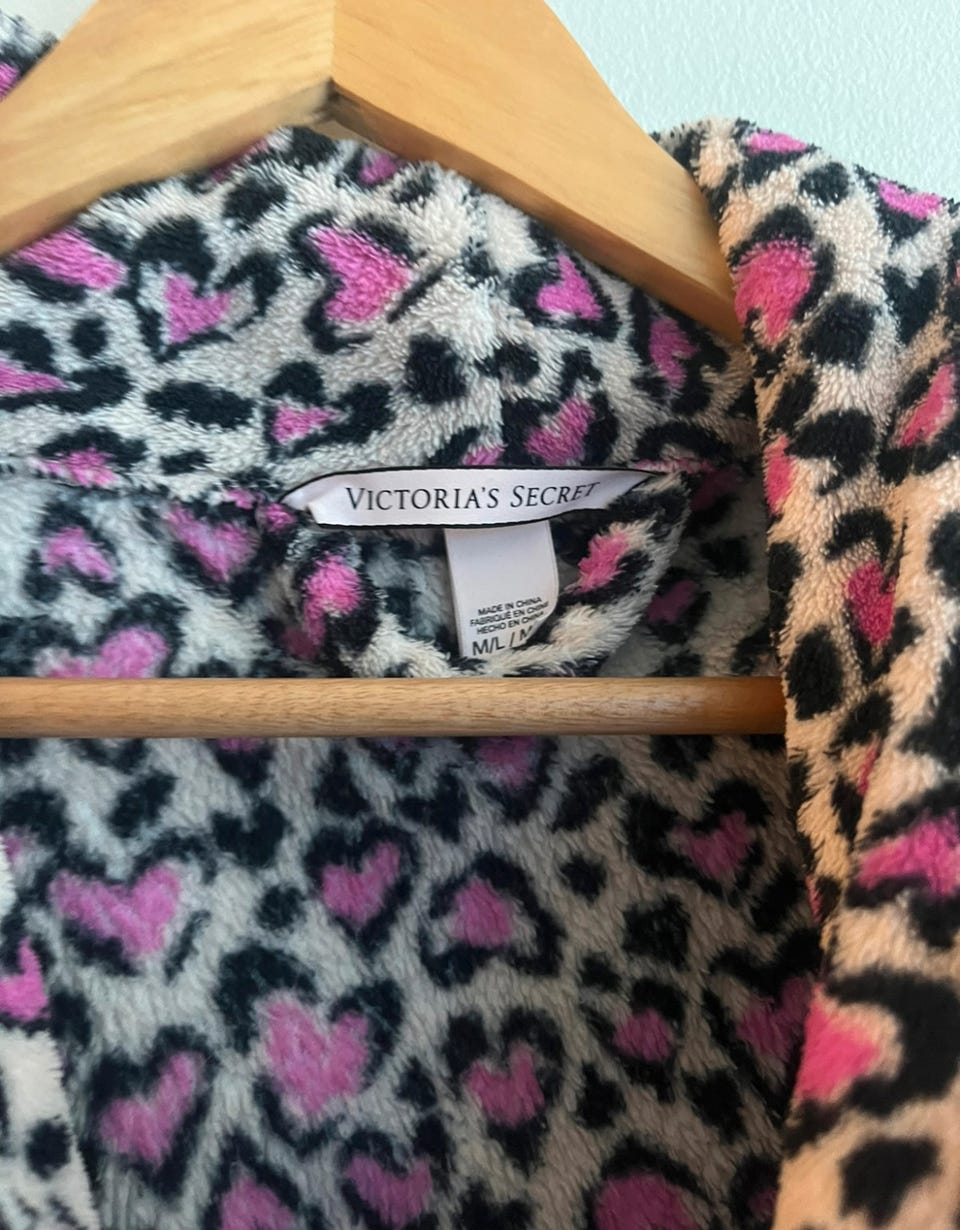 VICTORIA'S SECRET
MADE IN CHINA
FABRIQUÉ EN CHINE
HECHO EN CHINA
M/L / M